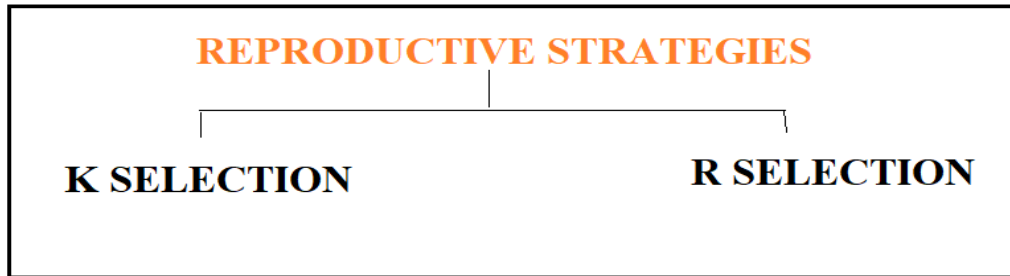 REPRODUCTIVE STRATEGIES
K SELECTION
R SELECTION